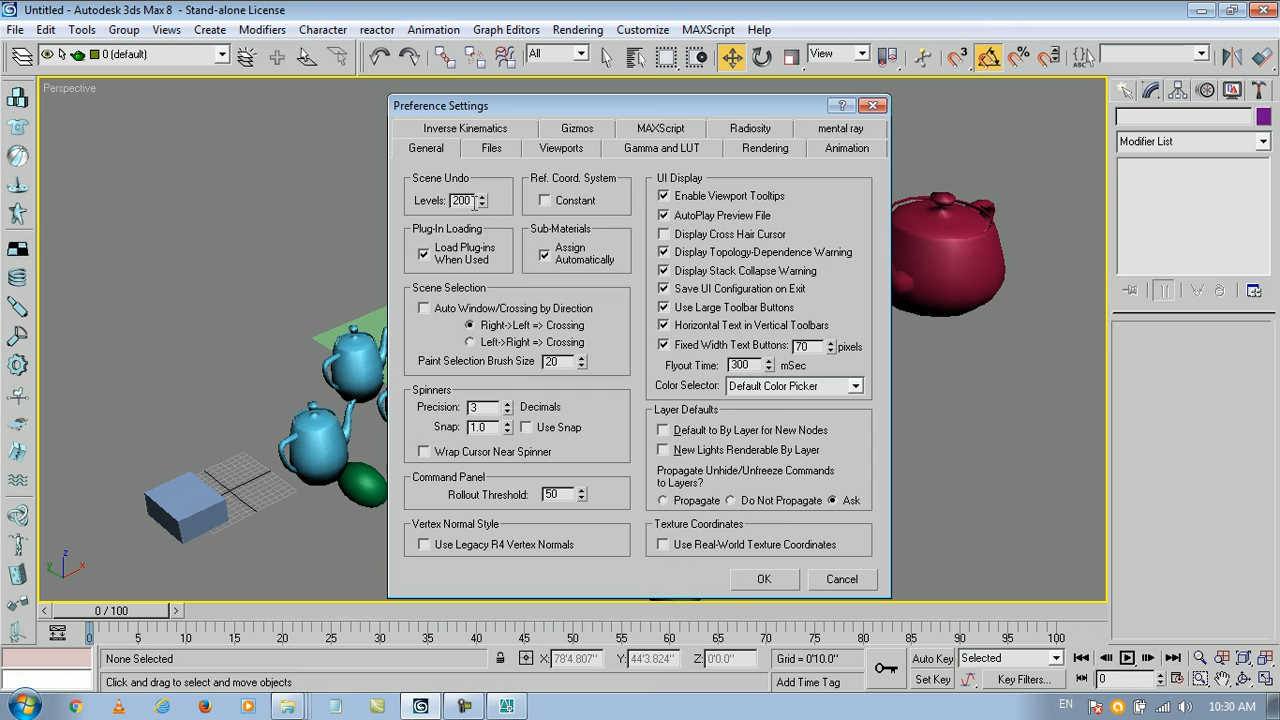 Untitled - Autodesk 3ds Max 8 - Stand-alone License
File Edit Tools Group Views Create Modifiers Character reactor Animation Graph Editors Rendering Customize MAXScript Help
0 (default) All View
Perspective
Preference Settings
Inverse Kinematics Gizmos MAXScript Radiosity mental ray
General Files Viewports Gamma and LUT Rendering Animation
Modifier List
Scene Undo
Levels: 200
Ref. Coord. System
Constant
Plug-In Loading
Load Plug-ins
When Used
Sub-Materials
Assign
Automatically
Scene Selection
Auto Window/Crossing by Direction
Right->Left => Crossing
Left->Right => Crossing
Paint Selection Brush Size 20
Spinners
Precision: 3 Decimals
Snap: 1.0 Use Snap
Wrap Cursor Near Spinner
Command Panel
Rollout Threshold: 50
Vertex Normal Style
Use Legacy R4 Vertex Normals
UI Display
Enable Viewport Tooltips
AutoPlay Preview File
Display Cross Hair Cursor
Display Topology-Dependence Warning
Display Stack Collapse Warning
Save UI Configuration on Exit
Use Large Toolbar Buttons
Horizontal Text in Vertical Toolbars
Fixed Width Text Buttons: 70 pixels
Flyout Time: 300 mSec
Color Selector: Default Color Picker
Layer Defaults
Default to By Layer for New Nodes
New Lights Renderable By Layer
Propagate Unhide/Unfreeze Commands
to Layers?
Propagate Do Not Propagate Ask
Texture Coordinates
Use Real-World Texture Coordinates
OK Cancel
z
y x
0 / 100
0 5 10 15 20 25 30 35 40 45 50 55 60 65 70 75 80 85 90 95 100
None Selected X: 78'4.807" Y: 44'3.824" Z: 0'0.0" Grid = 0'10.0" Auto Key Selected
Click and drag to select and move objects Add Time Tag Set Key Key Filters... 0
EN 10:30 AM